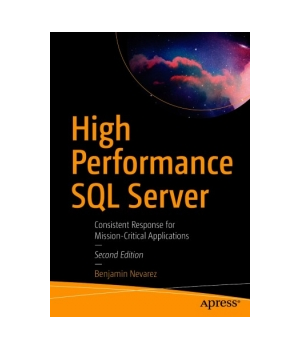 High
Performance
SQL Server
Consistent Response for
Mission-Critical Applications
—
Second Edition
—
Benjamin Nevarez
Apress®